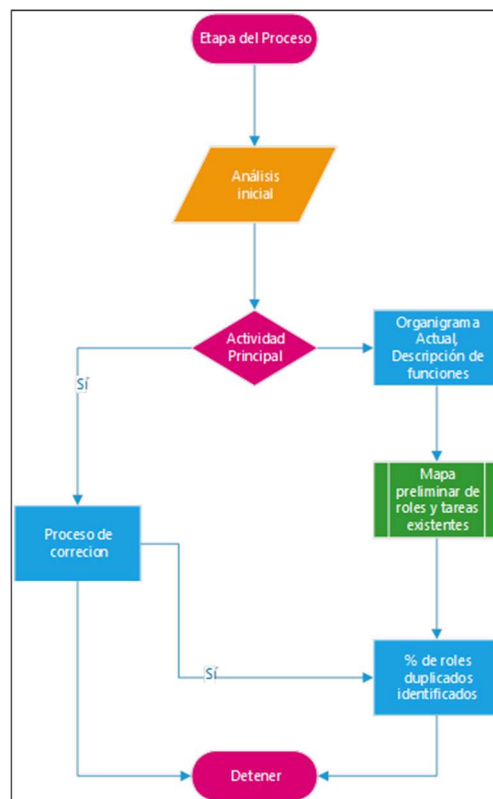 Etapa del Proceso
Análisis
inicial
Actividad
Principal
Organigrama
Actual,
Descripción de
funciones
Sí
Mapa
preliminar de
roles y tareas
existentes
Proceso de
correcion
% de roles
duplicados
identificados
Sí
Detener